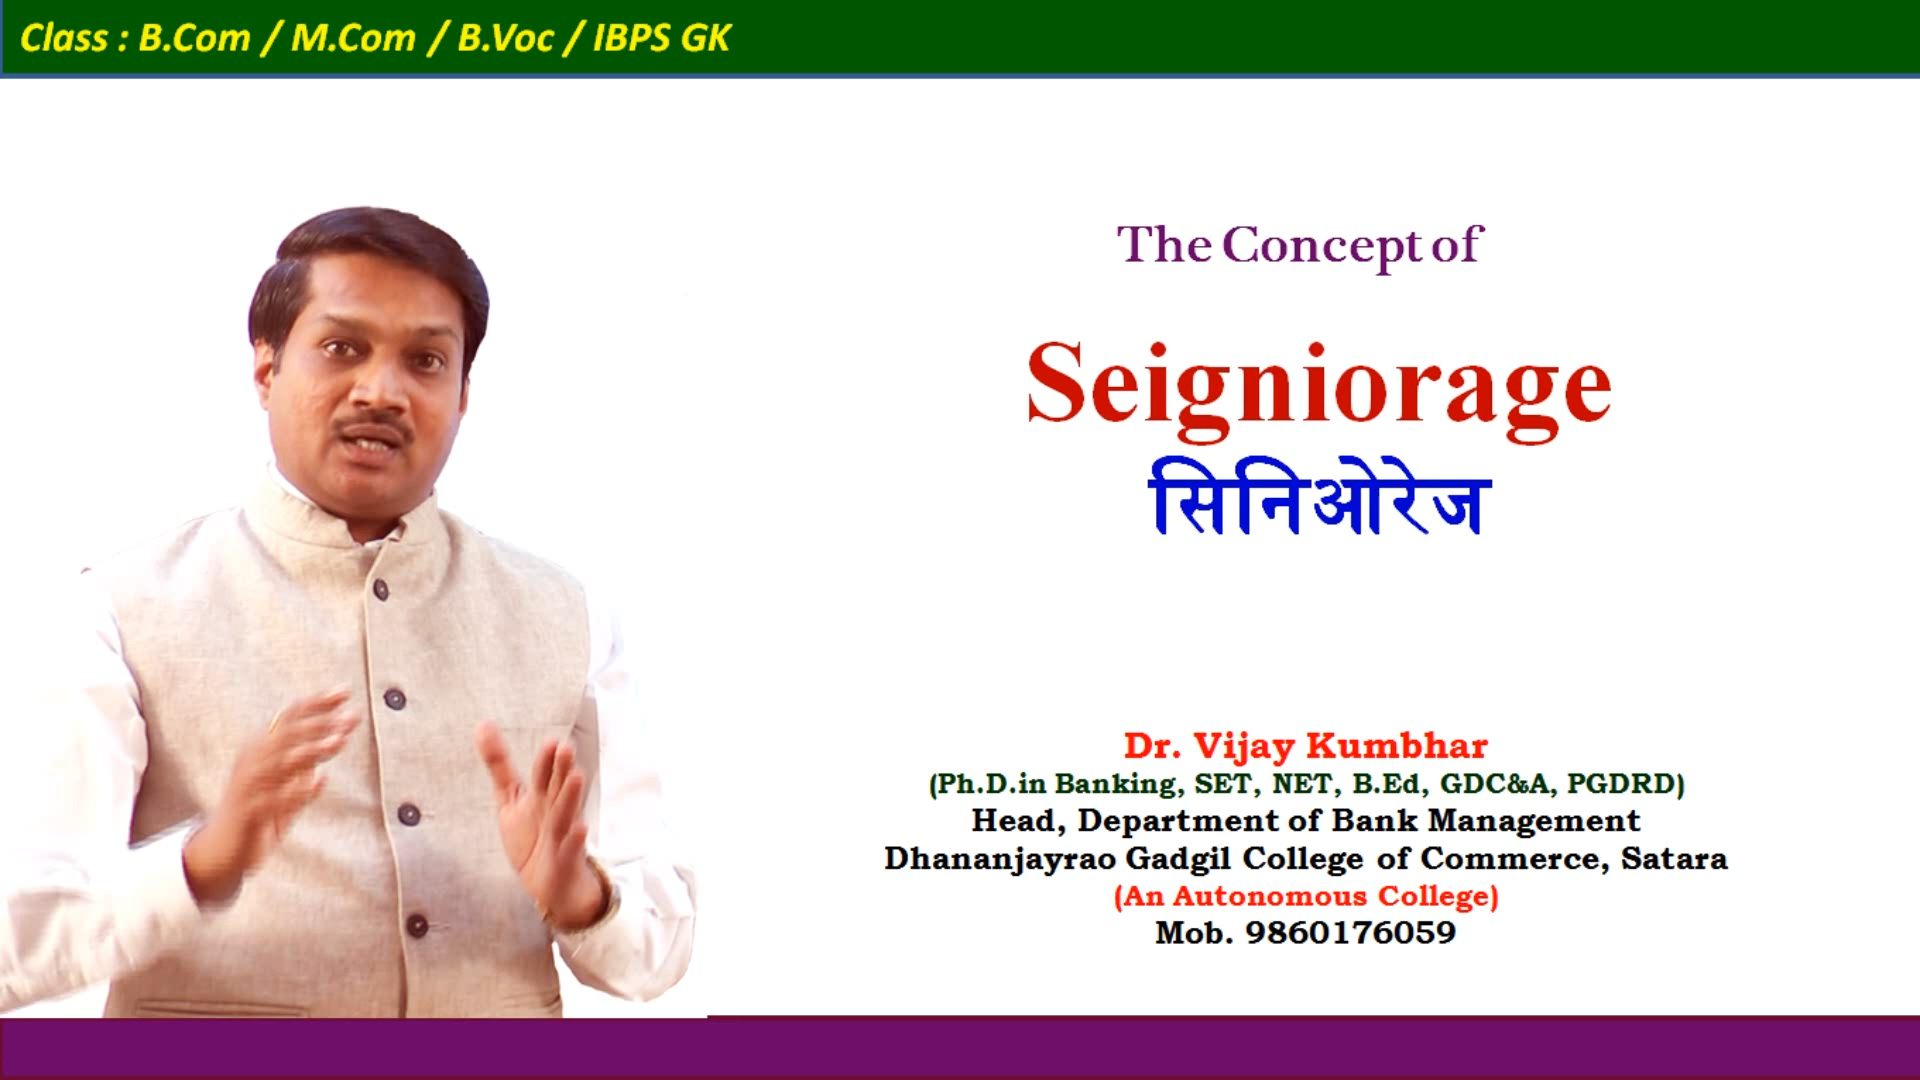 Class : B.Com / M.Com / B.Voc / IBPS GK
The Concept of
Seigniorage
सिनिओरेज
Dr. Vijay Kumbhar
(Ph.D.in Banking, SET, NET, B.Ed, GDC&A, PGDRD)
Head, Department of Bank Management
Dhananjayrao Gadgil College of Commerce, Satara
(An Autonomous College)
Mob. 9860176059